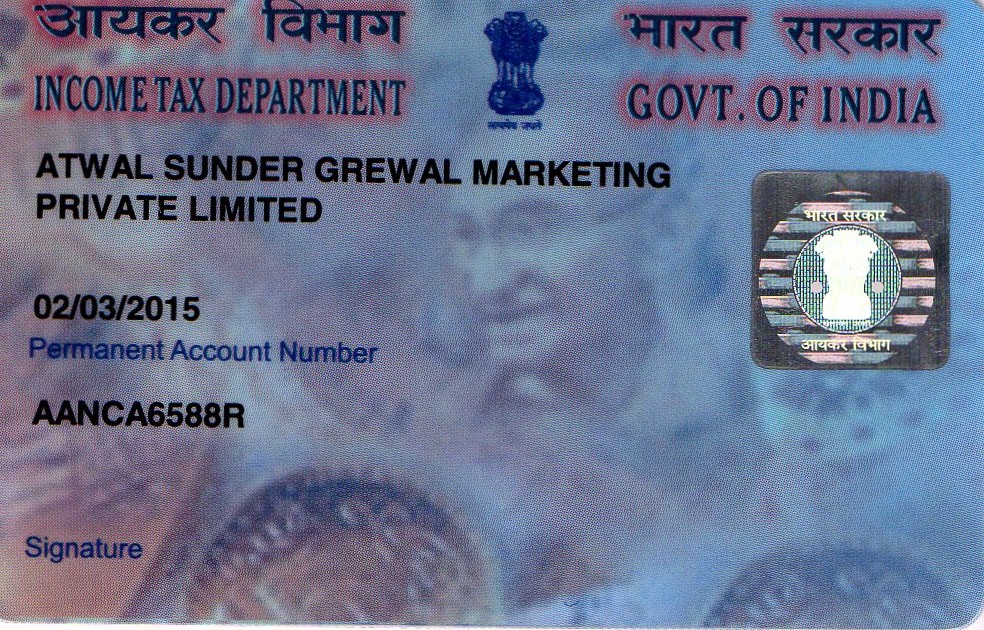 आयकर विभाग
INCOME TAX DEPARTMENT
भारत सरकार
GOVT. OF INDIA
सत्यमेव जयते
ATWAL SUNDER GREWAL MARKETING
PRIVATE LIMITED
भारत सरकार
आयकर विभाग
02/03/2015
Permanent Account Number
AANCA6588R
Signature